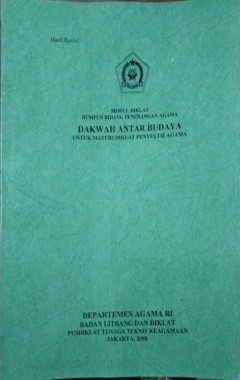 Hasil Revisi
MODUL DIKLAT
RUMPUN BIDANG PENERANGAN AGAMA
DAKWAH ANTAR BUDAYA
UNTUK MATERI DIKLAT PENYULUH AGAMA
DEPARTEMEN AGAMA RI
BADAN LITBANG DAN DIKLAT
PUSDIKLAT TENAGA TEKNIS KEAGAMAAN
JAKARTA, 2008